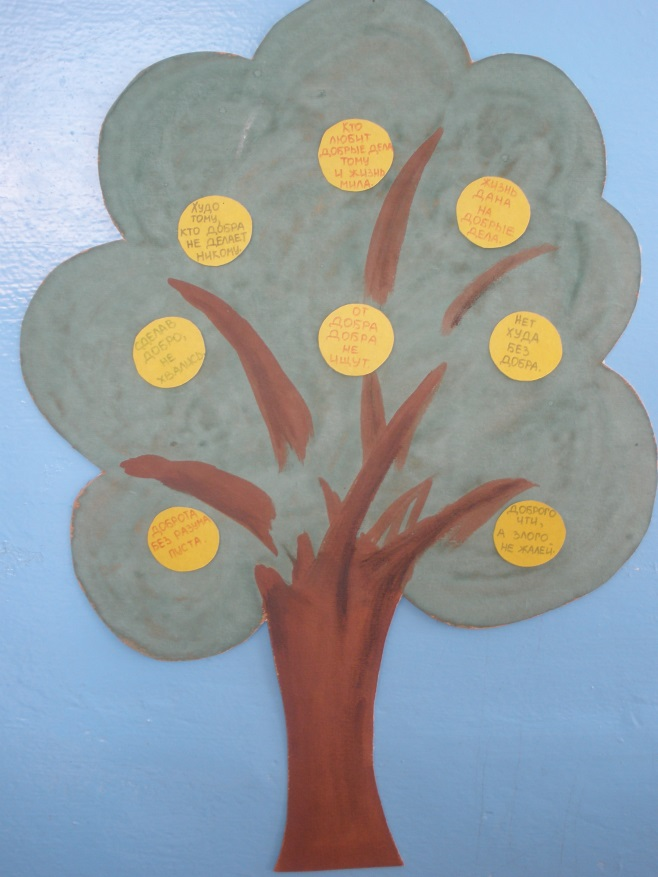 КТО
ЛЮБИТ
ДОБРЫЕ ДЕЛА
ТОМУ
И ЖИЗНЬ
МИЛА.
ЖИЗНЬ
ДАНА
НА
ДОБРЫЕ
ДЕЛА.
ХУДО
ТОМУ,
КТО ДОБРА
НЕ ДЕЛАЕТ
НИКОМУ.
СДЕЛАВ
ДОБРО,
НЕ
ХВАЛИСЬ.
ОТ
ДОБРА
ДОБРА
НЕ
ИЩУТ.
НЕТ
ХУДА
БЕЗ
ДОБРА.
ДОБРОТА
БЕЗ РАЗУМА
ПУСТА.
ДОБРОГО
ЧТИ,
А ЗЛОГО
НЕ ЖАЛЕЙ.